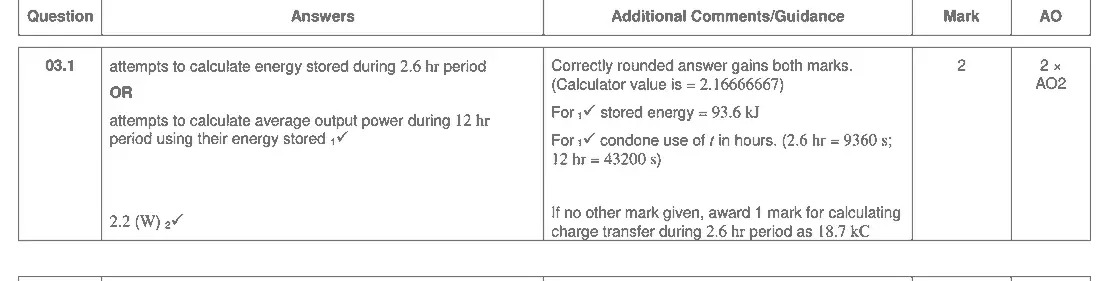 Question Answers Additional Comments/Guidance Mark AO
03.1 attempts to calculate energy stored during 2.6 hr period
OR
attempts to calculate average output power during 12 hr
period using their energy stored ₁✓
2.2 (W) ₂✓
Correctly rounded answer gains both marks.
(Calculator value is = 2.16666667)
For ₁✓ stored energy = 93.6 kJ
For ₁✓ condone use of t in hours. (2.6 hr = 9360 s;
12 hr = 43200 s)
If no other mark given, award 1 mark for calculating
charge transfer during 2.6 hr period as 18.7 kC
2
2 ×
AO2